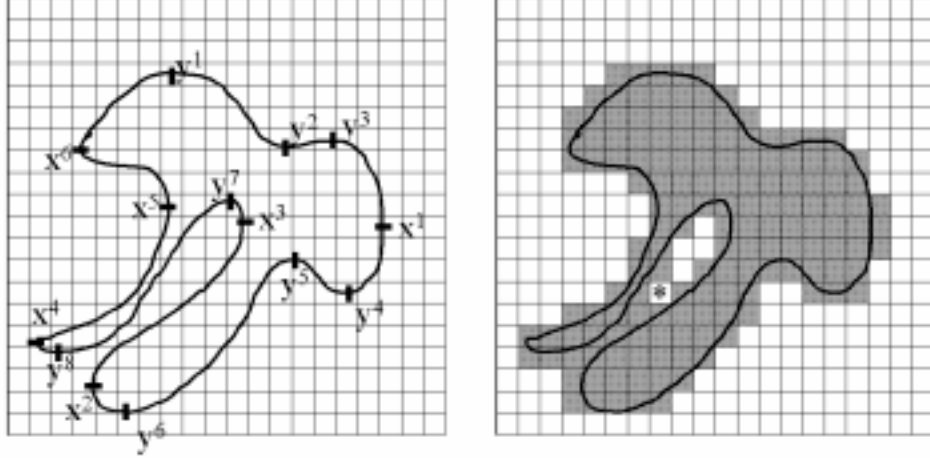 y¹
y² y³
x⁶
y⁷
x⁵ x³ x¹
y⁵
*
x⁴ y⁴
y⁸
x²
y⁶